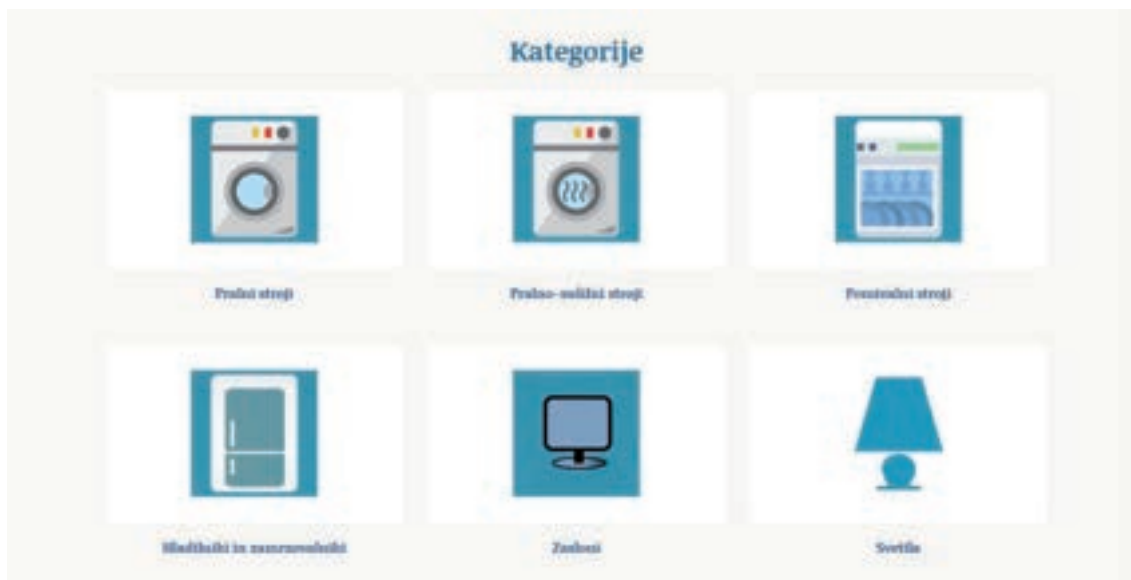 Kategorije
Pralni stroji
Pralno-sušilni stroji
Pomivalni stroji
Hladilniki in zamrzovalniki
Zasloni
Svetila